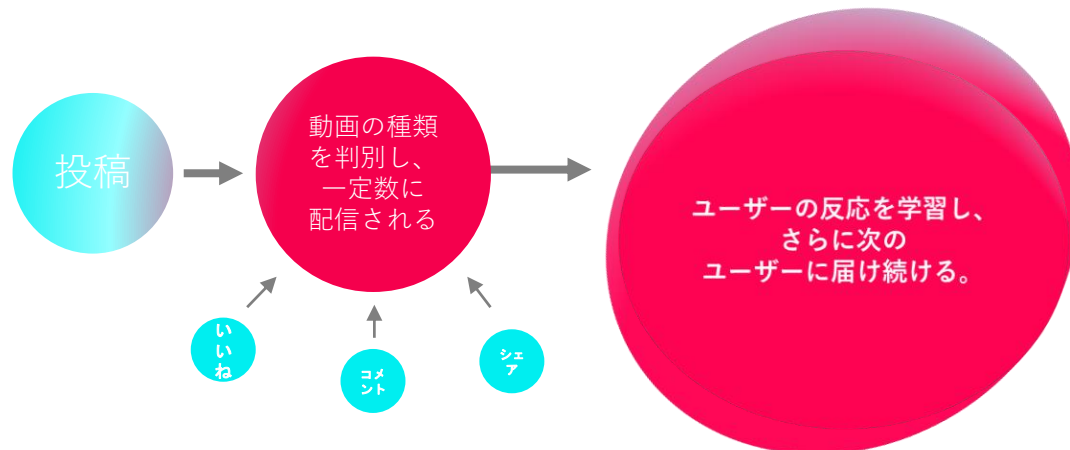 投稿
動画の種類
を判別し、
一定数に
配信される
ユーザーの反応を学習し、
さらに次の
ユーザーに届け続ける。
い
い
ね
コメ
ント
シェ
ア